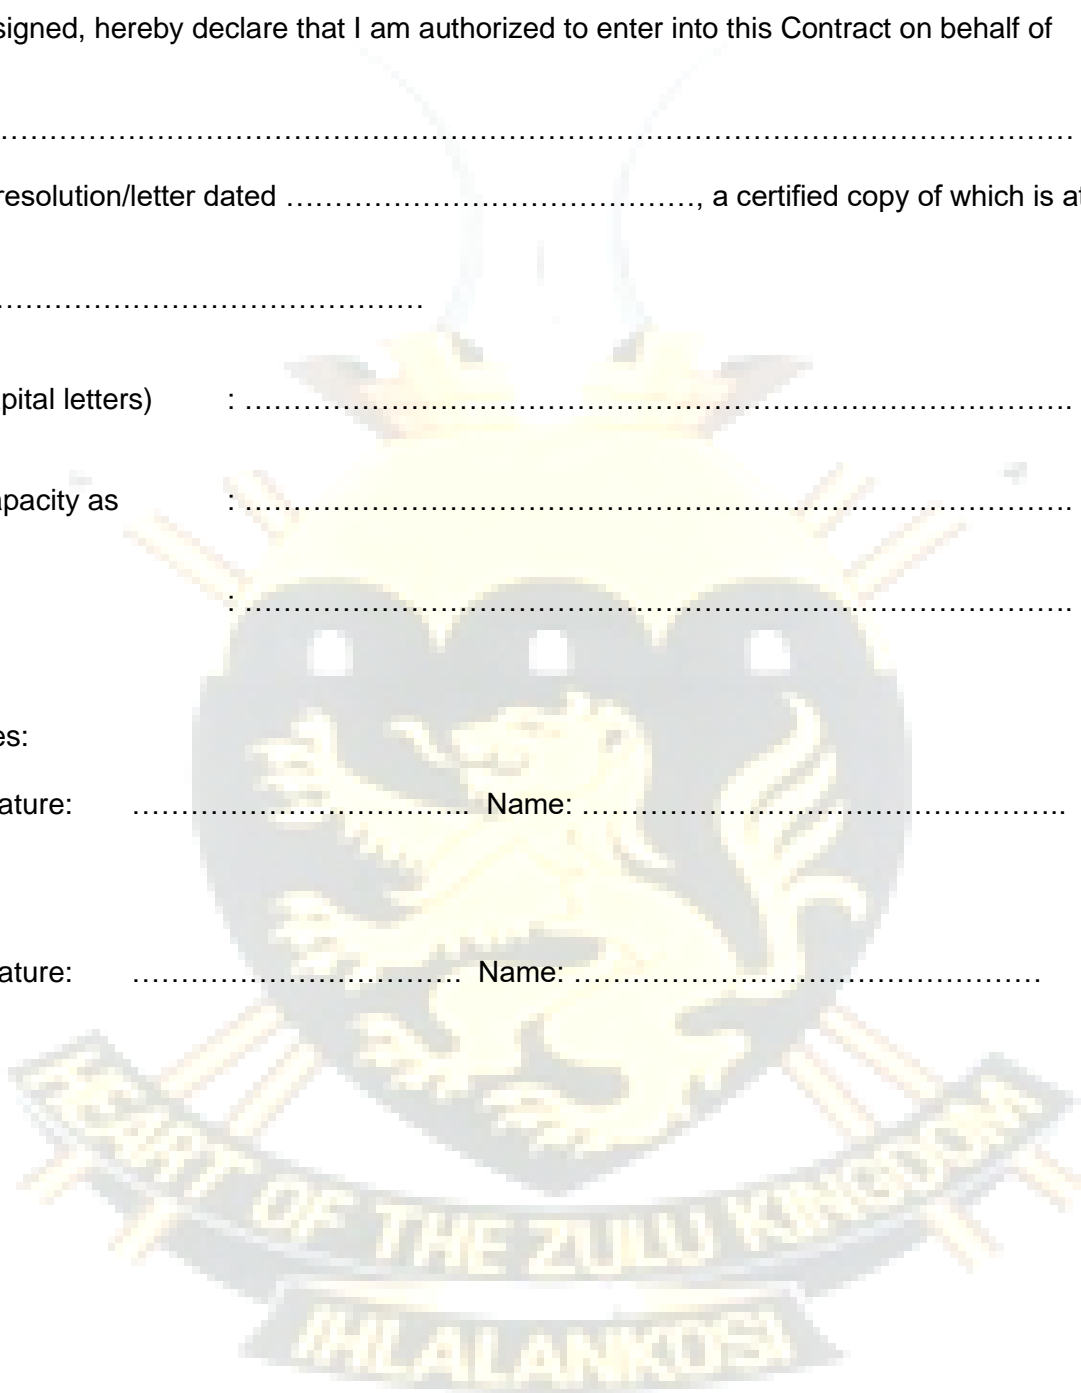 signed, hereby declare that I am authorized to enter into this Contract on behalf of
……………………………………………………………………………………………………
resolution/letter dated ……………………………………, a certified copy of which is at
………………………………………
pital letters) : …………………………………………………………………………..
apacity as : …………………………………………………………………………..
: …………………………………………………………………………..
es:
ature: …………………………….. Name: …………………………………………..
ature: ……………………………. Name: …………………………………………
HEART OF THE ZULU KINGDOM
IHLALANKOSI